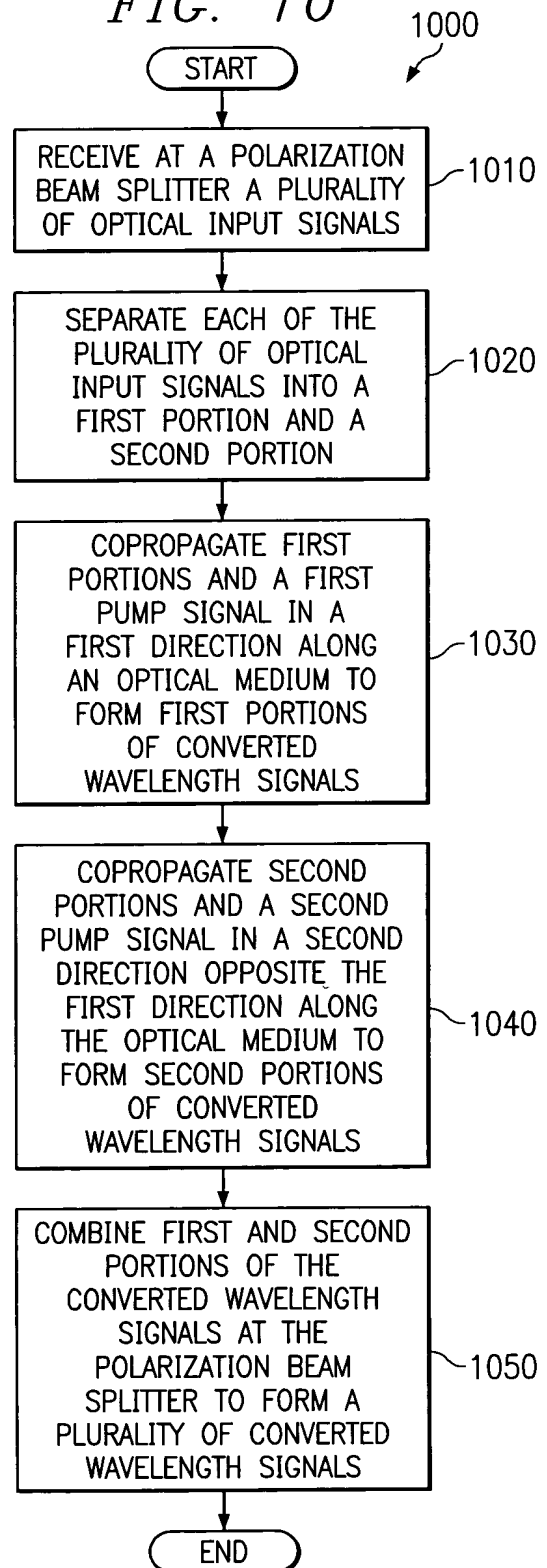 FIG. 10
1000
START
RECEIVE AT A POLARIZATION
BEAM SPLITTER A PLURALITY
OF OPTICAL INPUT SIGNALS
1010
SEPARATE EACH OF THE
PLURALITY OF OPTICAL
INPUT SIGNALS INTO A
FIRST PORTION AND A
SECOND PORTION
1020
COPROPAGATE FIRST
PORTIONS AND A FIRST
PUMP SIGNAL IN A
FIRST DIRECTION ALONG
AN OPTICAL MEDIUM TO
FORM FIRST PORTIONS
OF CONVERTED
WAVELENGTH SIGNALS
1030
COPROPAGATE SECOND
PORTIONS AND A SECOND
PUMP SIGNAL IN A SECOND
DIRECTION OPPOSITE THE
FIRST DIRECTION ALONG
THE OPTICAL MEDIUM TO
FORM SECOND PORTIONS
OF CONVERTED
WAVELENGTH SIGNALS
1040
COMBINE FIRST AND SECOND
PORTIONS OF THE
CONVERTED WAVELENGTH
SIGNALS AT THE
POLARIZATION BEAM
SPLITTER TO FORM A
PLURALITY OF CONVERTED
WAVELENGTH SIGNALS
1050
END